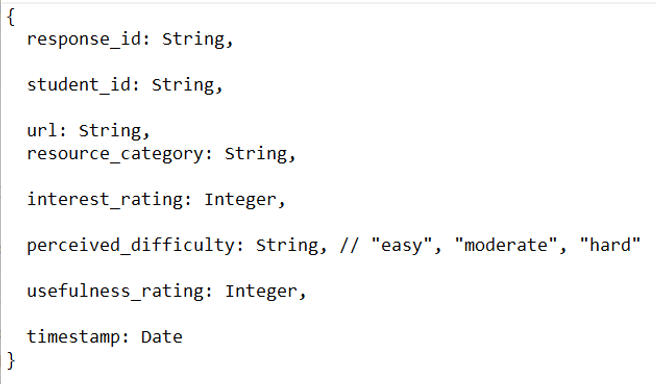 {
response_id: String,
student_id: String,
url: String,
resource_category: String,
interest_rating: Integer,
perceived_difficulty: String, // "easy", "moderate", "hard"
usefulness_rating: Integer,
timestamp: Date
}